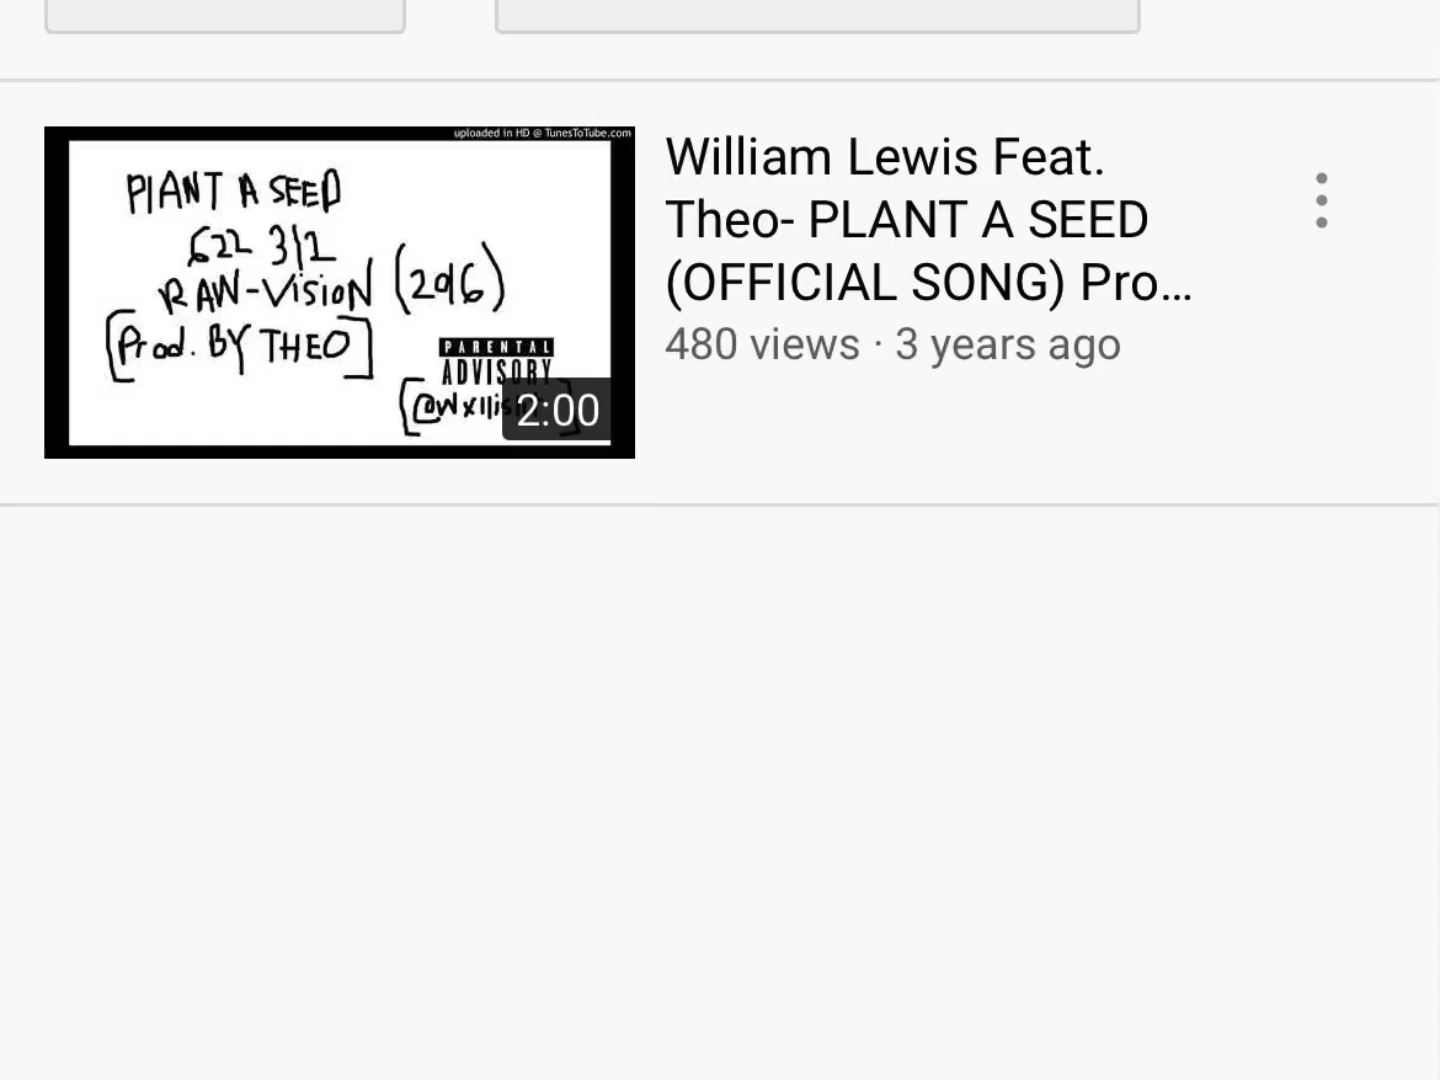 uploaded in HD @ TunesToTube.com
PlANT A SEED
622 312
RAW-VisioN (2016)
[Prod. BY THEO]
PARENTAL
ADVISORY
2:00
William Lewis Feat.
Theo- PLANT A SEED
(OFFICIAL SONG) Pro...
480 views · 3 years ago